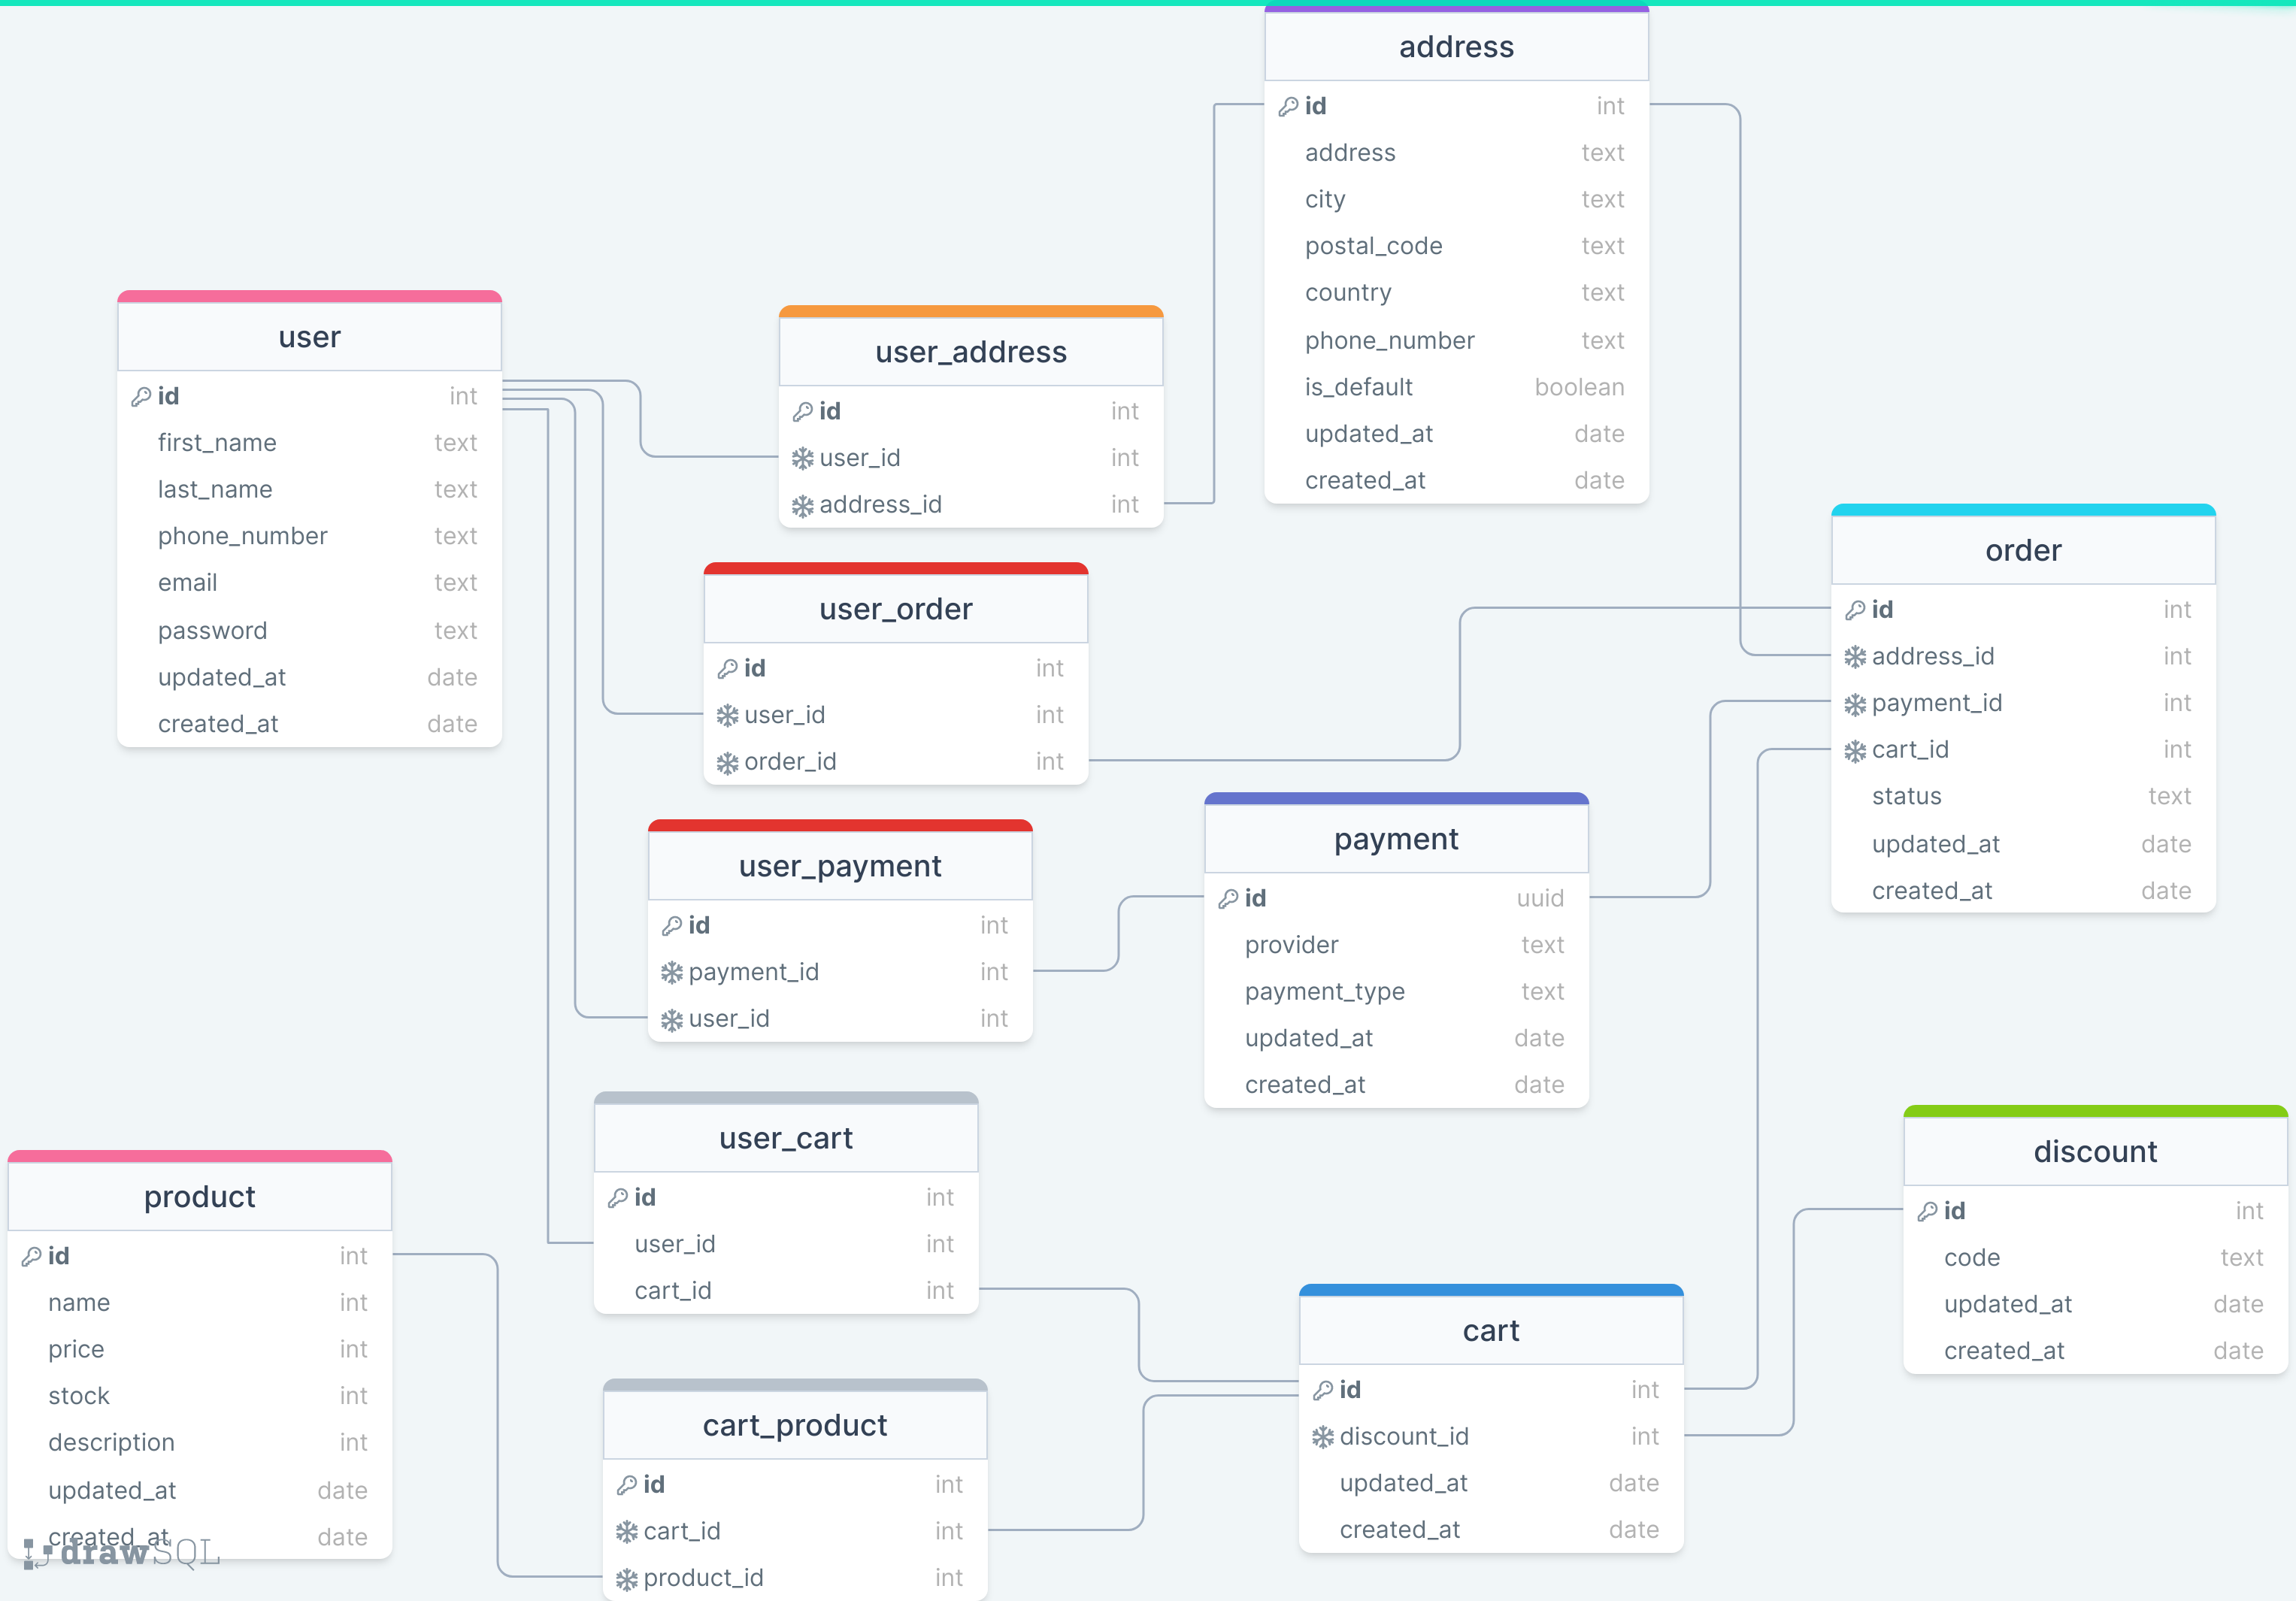 address
id int
address text
city text
postal_code text
country text
phone_number text
is_default boolean
updated_at date
created_at date
user
id int
first_name text
last_name text
phone_number text
email text
password text
updated_at date
created_at date
user_address
id int
user_id int
address_id int
order
id int
address_id int
payment_id int
cart_id int
status text
updated_at date
created_at date
user_order
id int
user_id int
order_id int
user_payment
id int
payment_id int
user_id int
payment
id uuid
provider text
payment_type text
updated_at date
created_at date
user_cart
id int
user_id int
cart_id int
discount
id int
code text
updated_at date
created_at date
product
id int
name int
price int
stock int
description int
updated_at date
created_at date
cart
id int
discount_id int
updated_at date
created_at date
cart_product
id int
cart_id int
product_id int
drawSQL